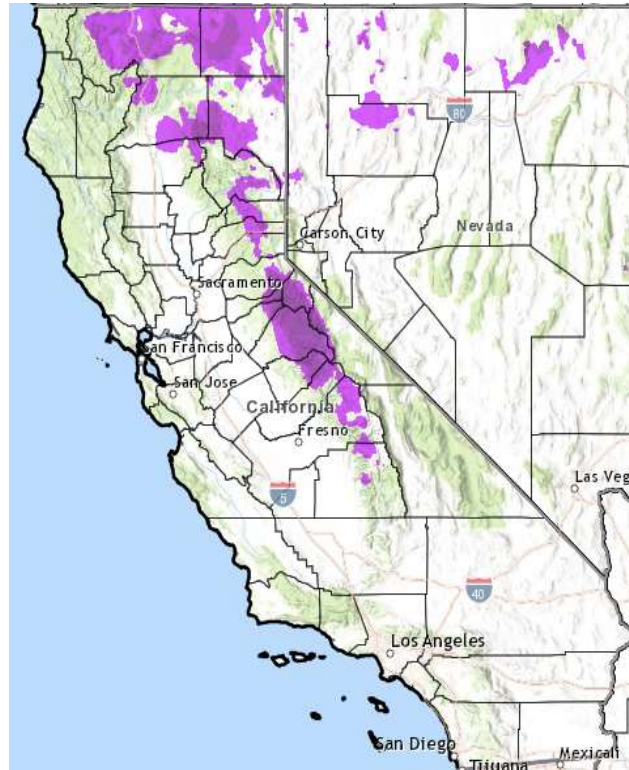 80
Carson City
Nevada
Sacramento
San Francisco
San Jose
California
Fresno
Las Veg
5
40
Los Angeles
San Diego
Tijuana
Mexicali